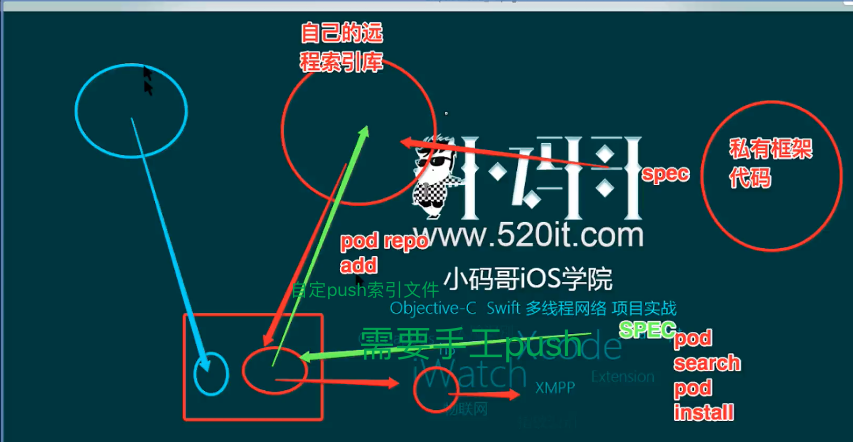 自己的远
程索引库
私有框架
代码
spec
小码哥
www.520it.com
pod repo
add
小码哥iOS学院
自定push索引文件
Objective-C Swift 多线程网络 项目实战
SPEC
需要手工push
Xcode
pod
search
pod
install
iWatch
XMPP
Extension
物联网